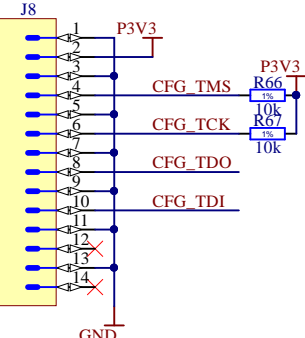 J8
1
P3V3
2
3
P3V3
4
CFG_TMS
R66
1%
10k
5
6
CFG_TCK
R67
1%
10k
7
8
CFG_TDO
9
10
CFG_TDI
11
12
13
14
GND